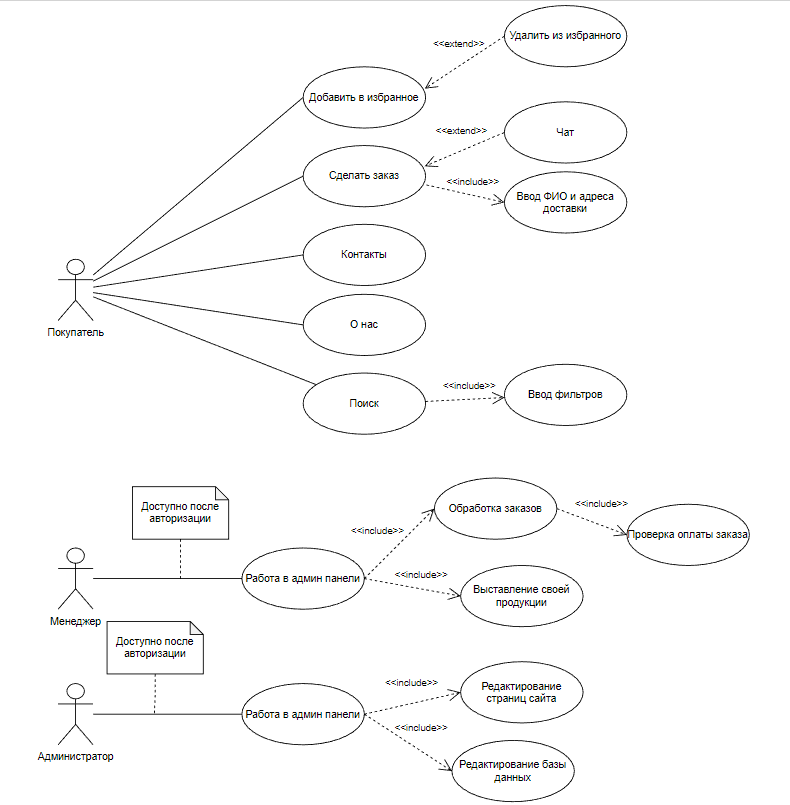 Удалить из избранного
<<extend>>
Добавить в избранное
<<extend>>
Чат
Сделать заказ
<<include>>
Ввод ФИО и адреса
доставки
Контакты
О нас
Покупатель
<<include>>
Ввод фильтров
Поиск
Доступно после
авторизации
Обработка заказов
<<include>>
Проверка оплаты заказа
<<include>>
Работа в админ панели
<<include>>
Выставление своей
продукции
Менеджер
Доступно после
авторизации
<<include>>
Редактирование
страниц сайта
Работа в админ панели
<<include>>
Администратор
Редактирование базы
данных